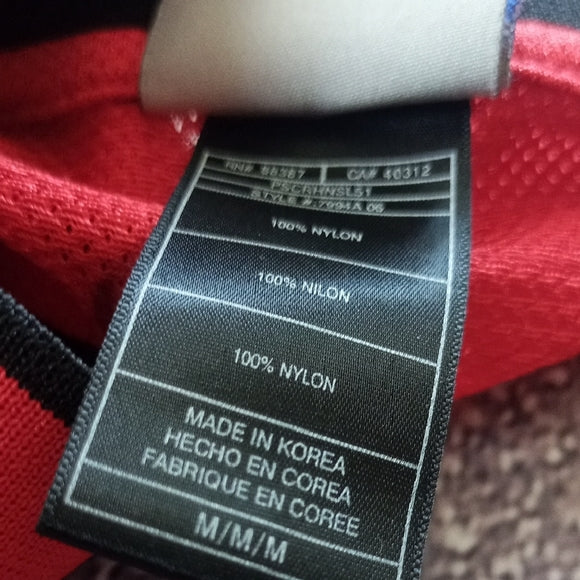 RN# 88387 CA# 40312
PSCRHNSL51
STYLE # 7994A 06
100% NYLON
100% NILON
100% NYLON
MADE IN KOREA
HECHO EN COREA
FABRIQUE EN CORÉE
M/M/M